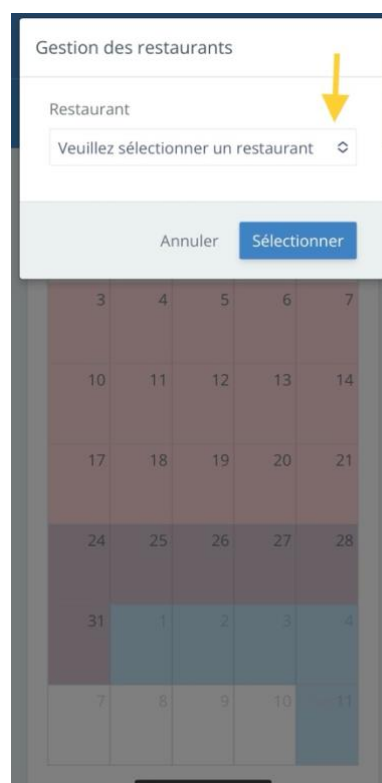 Gestion des restaurants
Restaurant
Veuillez sélectionner un restaurant
Annuler Sélectionner
3 4 5 6 7
10 11 12 13 14
17 18 19 20 21
24 25 26 27 28
31 1 2 3 4
7 8 9 10 11